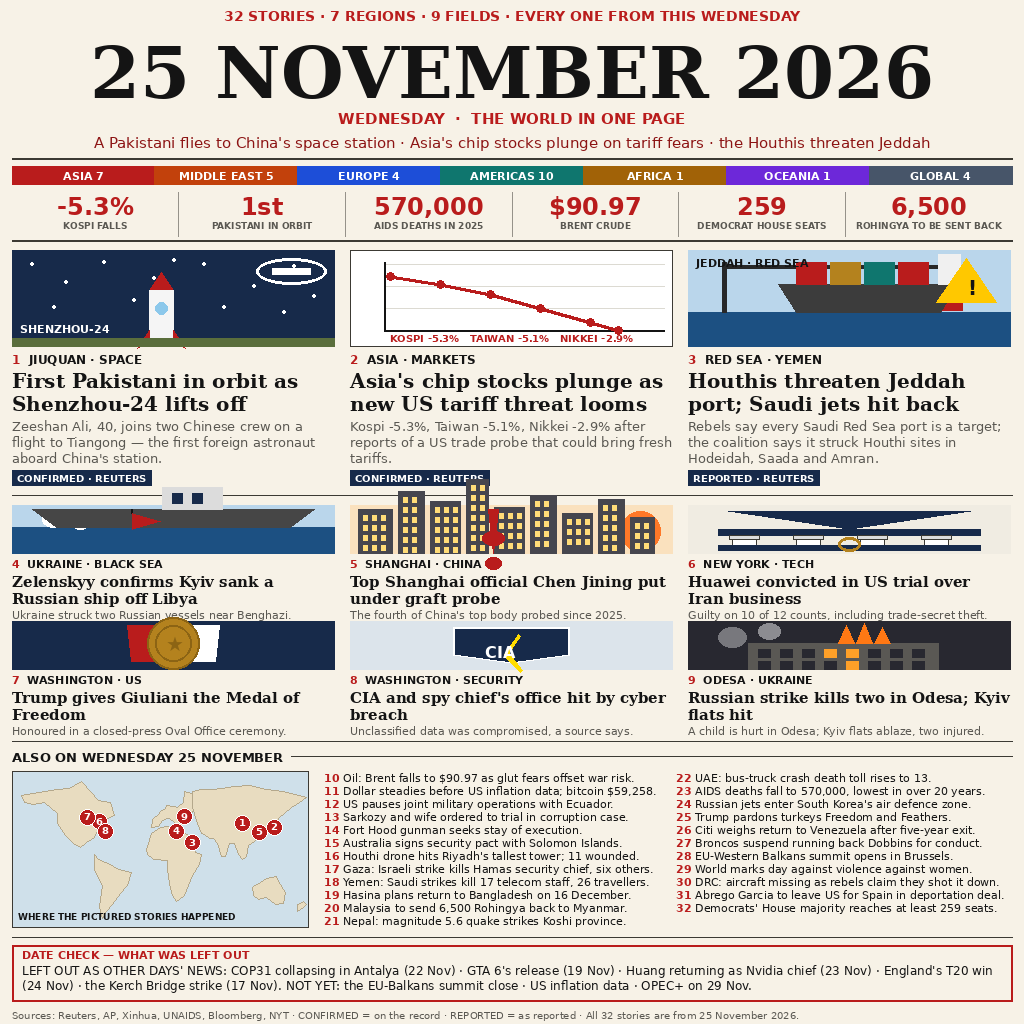 32 STORIES · 7 REGIONS · 9 FIELDS · EVERY ONE FROM THIS WEDNESDAY
25 NOVEMBER 2026
WEDNESDAY · THE WORLD IN ONE PAGE
A Pakistani flies to China's space station · Asia's chip stocks plunge on tariff fears · the Houthis threaten Jeddah
ASIA 7
MIDDLE EAST 5
EUROPE 4
AMERICAS 10
AFRICA 1
OCEANIA 1
GLOBAL 4
-5.3%
KOSPI FALLS
1st
PAKISTANI IN ORBIT
570,000
AIDS DEATHS IN 2025
$90.97
BRENT CRUDE
259
DEMOCRAT HOUSE SEATS
6,500
ROHINGYA TO BE SENT BACK
SHENZHOU-24
1 JIUQUAN · SPACE
First Pakistani in orbit as
Shenzhou-24 lifts off
Zeeshan Ali, 40, joins two Chinese crew on a
flight to Tiangong — the first foreign astronaut
aboard China's station.
CONFIRMED · REUTERS
KOSPI -5.3% TAIWAN -5.1% NIKKEI -2.9%
2 ASIA · MARKETS
Asia's chip stocks plunge as
new US tariff threat looms
Kospi -5.3%, Taiwan -5.1%, Nikkei -2.9% after
reports of a US trade probe that could bring fresh
tariffs.
CONFIRMED · REUTERS
JEDDAH · RED SEA
!
3 RED SEA · YEMEN
Houthis threaten Jeddah
port; Saudi jets hit back
Rebels say every Saudi Red Sea port is a target;
the coalition says it struck Houthi sites in
Hodeidah, Saada and Amran.
REPORTED · REUTERS
4 UKRAINE · BLACK SEA
Zelenskyy confirms Kyiv sank a
Russian ship off Libya
Ukraine struck two Russian vessels near Benghazi.
5 SHANGHAI · CHINA
Top Shanghai official Chen Jining put
under graft probe
The fourth of China's top body probed since 2025.
6 NEW YORK · TECH
Huawei convicted in US trial over
Iran business
Guilty on 10 of 12 counts, including trade-secret theft.
7 WASHINGTON · US
Trump gives Giuliani the Medal of
Freedom
Honoured in a closed-press Oval Office ceremony.
CIA
8 WASHINGTON · SECURITY
CIA and spy chief's office hit by cyber
breach
Unclassified data was compromised, a source says.
9 ODESA · UKRAINE
Russian strike kills two in Odesa; Kyiv
flats hit
A child is hurt in Odesa; Kyiv flats ablaze, two injured.
ALSO ON WEDNESDAY 25 NOVEMBER
7
6
8
9
4
3
1
5
2
WHERE THE PICTURED STORIES HAPPENED
10 Oil: Brent falls to $90.97 as glut fears offset war risk.
11 Dollar steadies before US inflation data; bitcoin $59,258.
12 US pauses joint military operations with Ecuador.
13 Sarkozy and wife ordered to trial in corruption case.
14 Fort Hood gunman seeks stay of execution.
15 Australia signs security pact with Solomon Islands.
16 Houthi drone hits Riyadh's tallest tower; 11 wounded.
17 Gaza: Israeli strike kills Hamas security chief, six others.
18 Yemen: Saudi strikes kill 17 telecom staff, 26 travellers.
19 Hasina plans return to Bangladesh on 16 December.
20 Malaysia to send 6,500 Rohingya back to Myanmar.
21 Nepal: magnitude 5.6 quake strikes Koshi province.
22 UAE: bus-truck crash death toll rises to 13.
23 AIDS deaths fall to 570,000, lowest in over 20 years.
24 Russian jets enter South Korea's air defence zone.
25 Trump pardons turkeys Freedom and Feathers.
26 Citi weighs return to Venezuela after five-year exit.
27 Broncos suspend running back Dobbins for conduct.
28 EU-Western Balkans summit opens in Brussels.
29 World marks day against violence against women.
30 DRC: aircraft missing as rebels claim they shot it down.
31 Abrego Garcia to leave US for Spain in deportation deal.
32 Democrats' House majority reaches at least 259 seats.
DATE CHECK — WHAT WAS LEFT OUT
LEFT OUT AS OTHER DAYS' NEWS: COP31 collapsing in Antalya (22 Nov) · GTA 6's release (19 Nov) · Huang returning as Nvidia chief (23 Nov) · England's T20 win
(24 Nov) · the Kerch Bridge strike (17 Nov). NOT YET: the EU-Balkans summit close · US inflation data · OPEC+ on 29 Nov.
Sources: Reuters, AP, Xinhua, UNAIDS, Bloomberg, NYT · CONFIRMED = on the record · REPORTED = as reported · All 32 stories are from 25 November 2026.